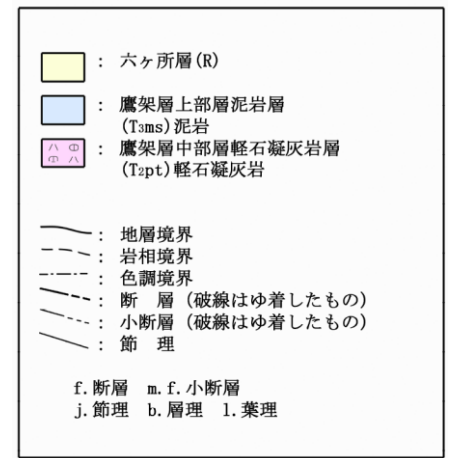 : 六ヶ所層(R)
: 鷹架層上部層泥岩層
(T3ms)泥岩
: 鷹架層中部層軽石凝灰岩層
(T2pt)軽石凝灰岩
: 地層境界
: 岩相境界
: 色調境界
: 断 層 (破線はゆ着したもの)
: 小断層 (破線はゆ着したもの)
: 節 理
f.断層 m.f.小断層
j.節理 b.層理 l.葉理